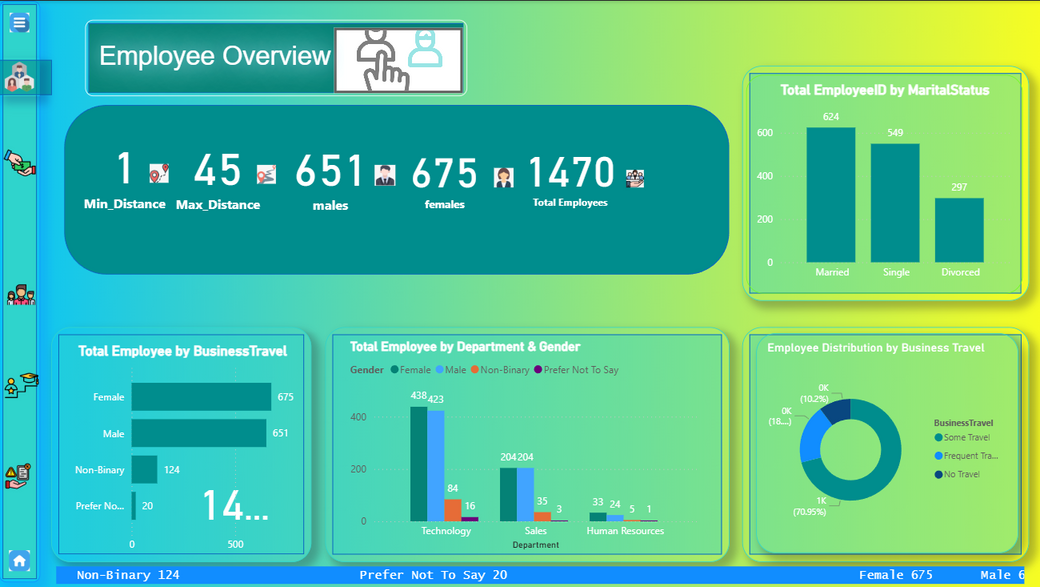 Employee Overview
1 45 651 675 1470
Min_Distance Max_Distance males females Total Employees
Total EmployeeID by MaritalStatus
624
549
297
600
400
200
0
Married Single Divorced
Total Employee by BusinessTravel
Female 675
Male 651
Non-Binary 124
Prefer No... 20
14...
0 500
Total Employee by Department & Gender
Gender Female Male Non-Binary Prefer Not To Say
400
200
0
438 423 84 16
204 204 35 3
33 24 5 1
Technology Sales Human Resources
Department
Employee Distribution by Business Travel
0K
(10.2%)
0K
(18....)
1K
(70.95%)
BusinessTravel
Some Travel
Frequent Tra...
No Travel
Non-Binary 124 Prefer Not To Say 20 Female 675 Male 6